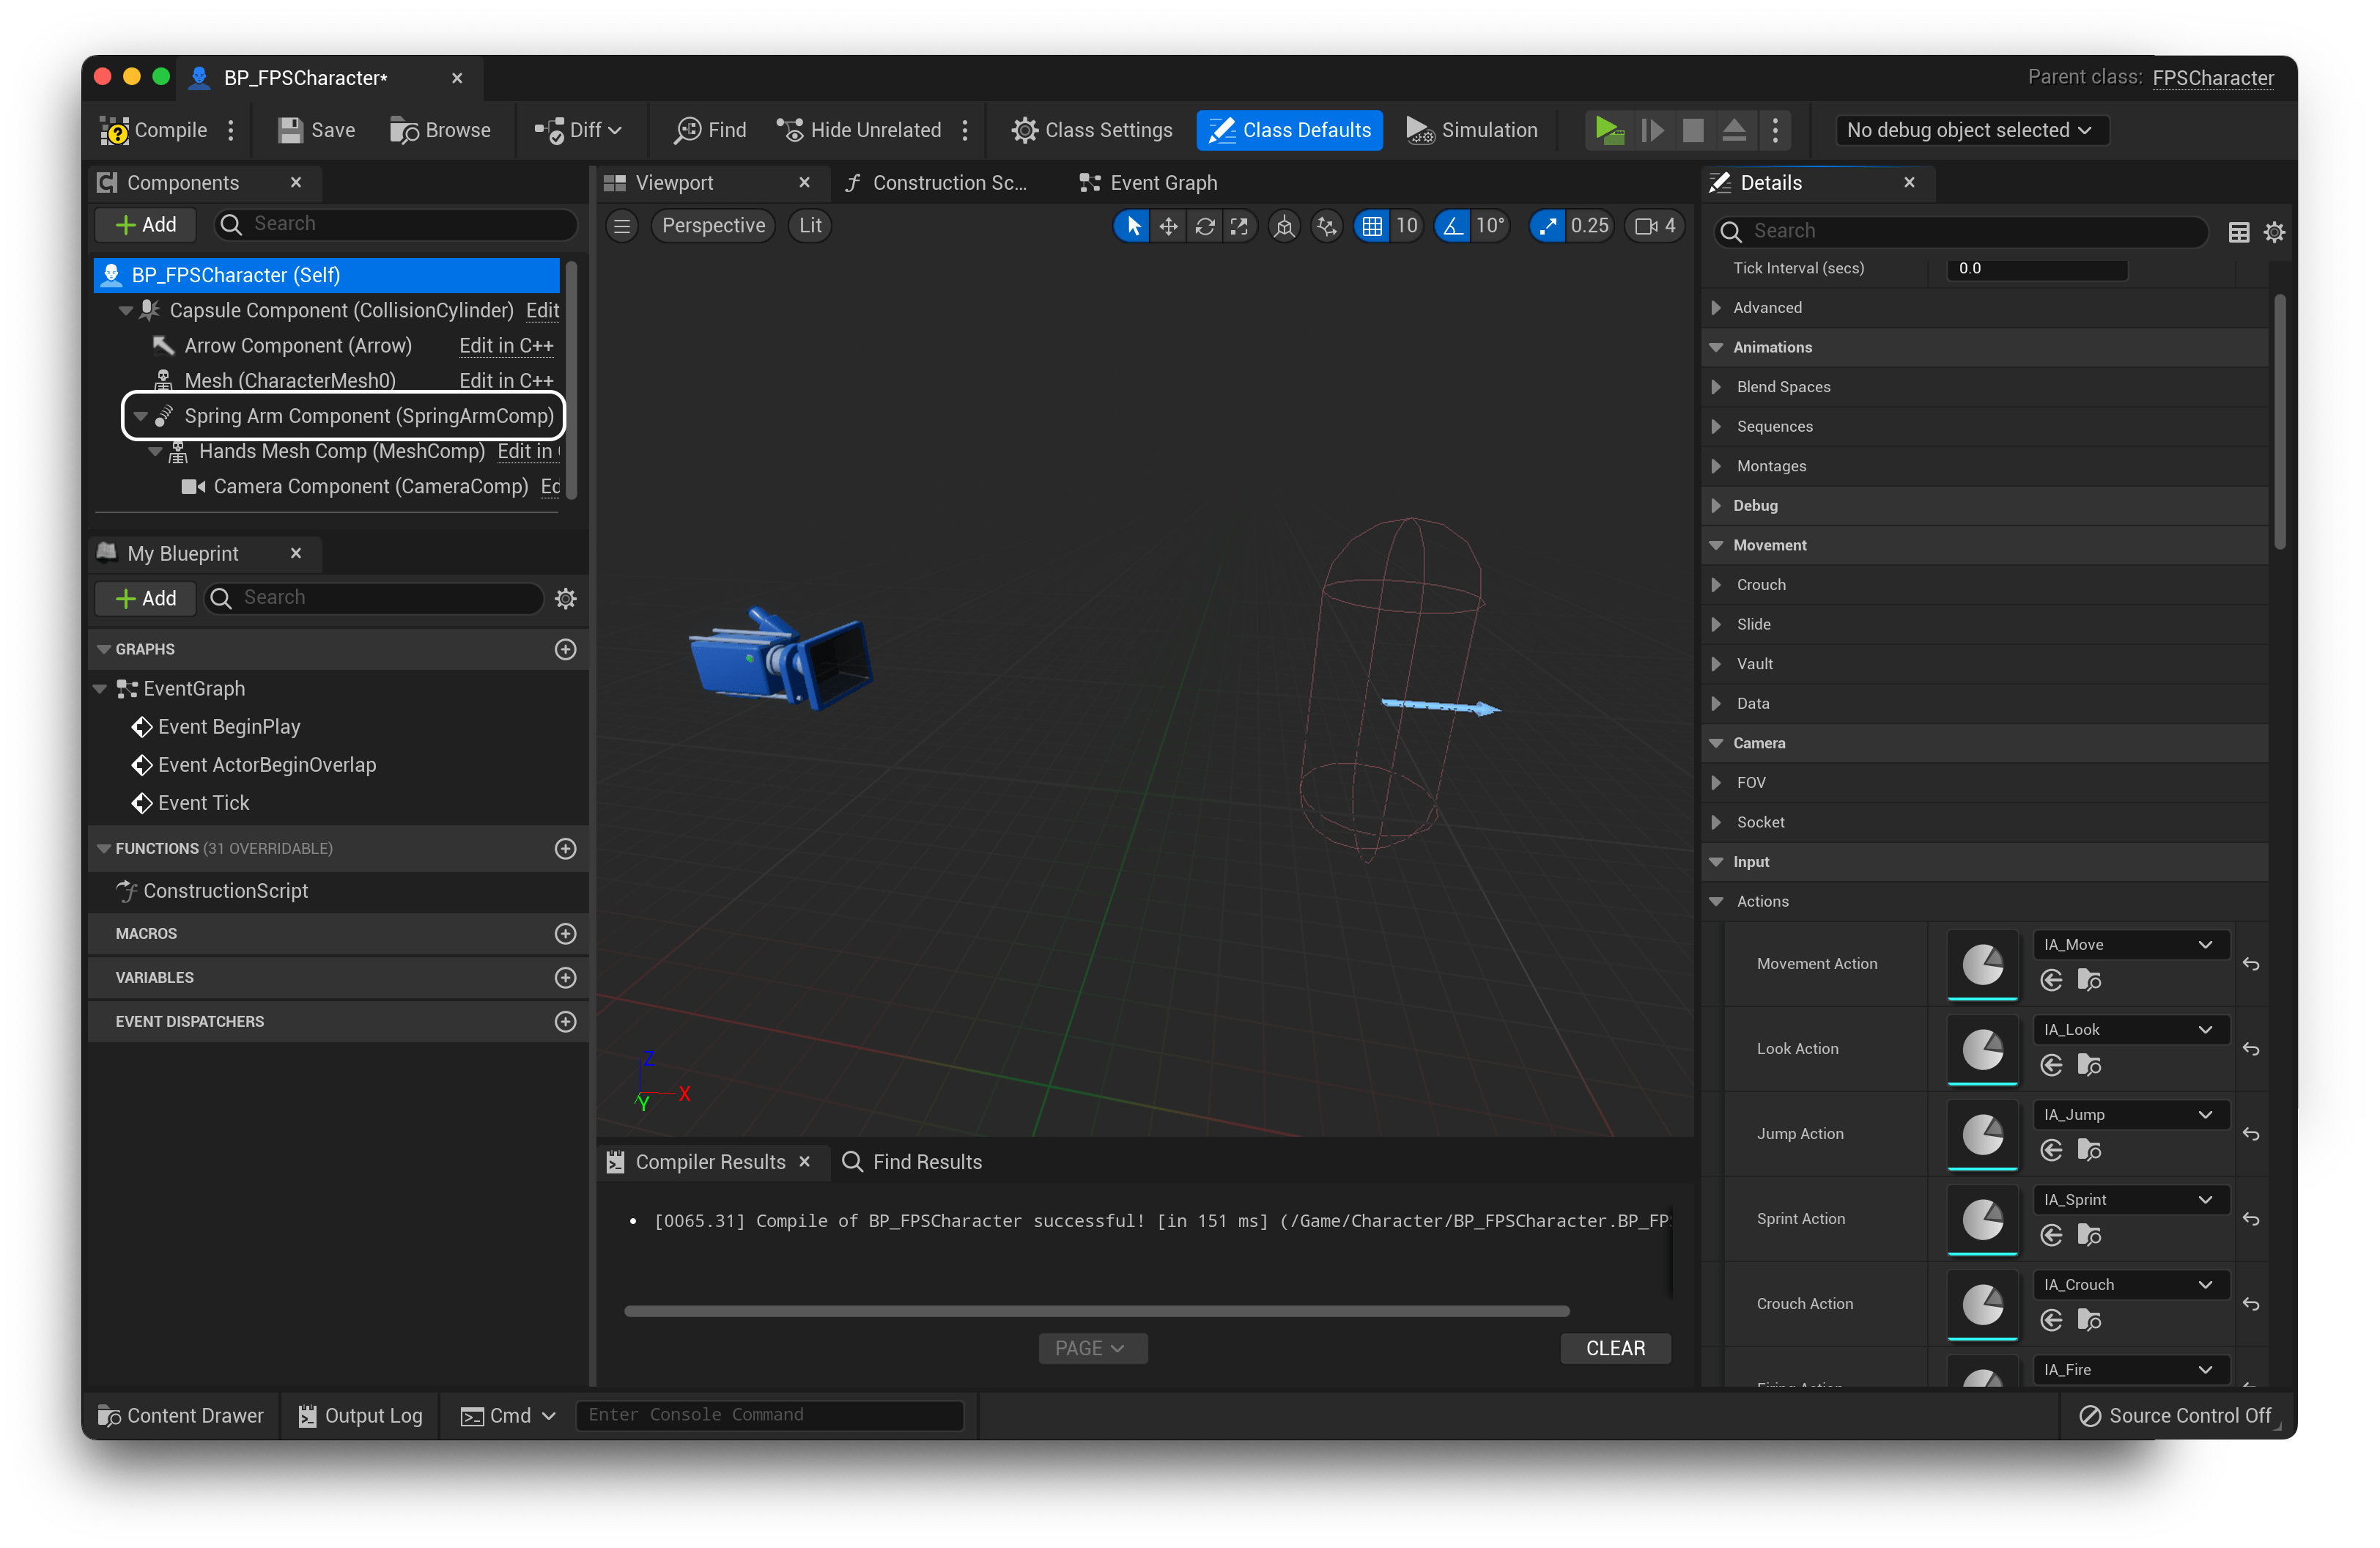 BP_FPSCharacter*
Parent class: FPSCharacter
Compile
Save
Browse
Diff
Find
Hide Unrelated
Class Settings
Class Defaults
Simulation
No debug object selected
Components
Add
Search
BP_FPSCharacter (Self)
Capsule Component (CollisionCylinder) Edit
Arrow Component (Arrow) Edit in C++
Mesh (CharacterMesh0) Edit in C++
Spring Arm Component (SpringArmComp)
Hands Mesh Comp (MeshComp) Edit in
Camera Component (CameraComp) Ed
My Blueprint
Add
Search
GRAPHS
EventGraph
Event BeginPlay
Event ActorBeginOverlap
Event Tick
FUNCTIONS (31 OVERRIDABLE)
ConstructionScript
MACROS
VARIABLES
EVENT DISPATCHERS
Viewport
Construction Sc...
Event Graph
Perspective
Lit
10
10°
0.25
4
Z
X
Y
Compiler Results
Find Results
[0065.31] Compile of BP_FPSCharacter successful! [in 151 ms] (/Game/Character/BP_FPSCharacter.BP_FP
PAGE
CLEAR
Details
Search
Tick Interval (secs) 0.0
Advanced
Animations
Blend Spaces
Sequences
Montages
Debug
Movement
Crouch
Slide
Vault
Data
Camera
FOV
Socket
Input
Actions
Movement Action IA_Move
Look Action IA_Look
Jump Action IA_Jump
Sprint Action IA_Sprint
Crouch Action IA_Crouch
IA_Fire
Content Drawer
Output Log
Cmd
Enter Console Command
Source Control Off